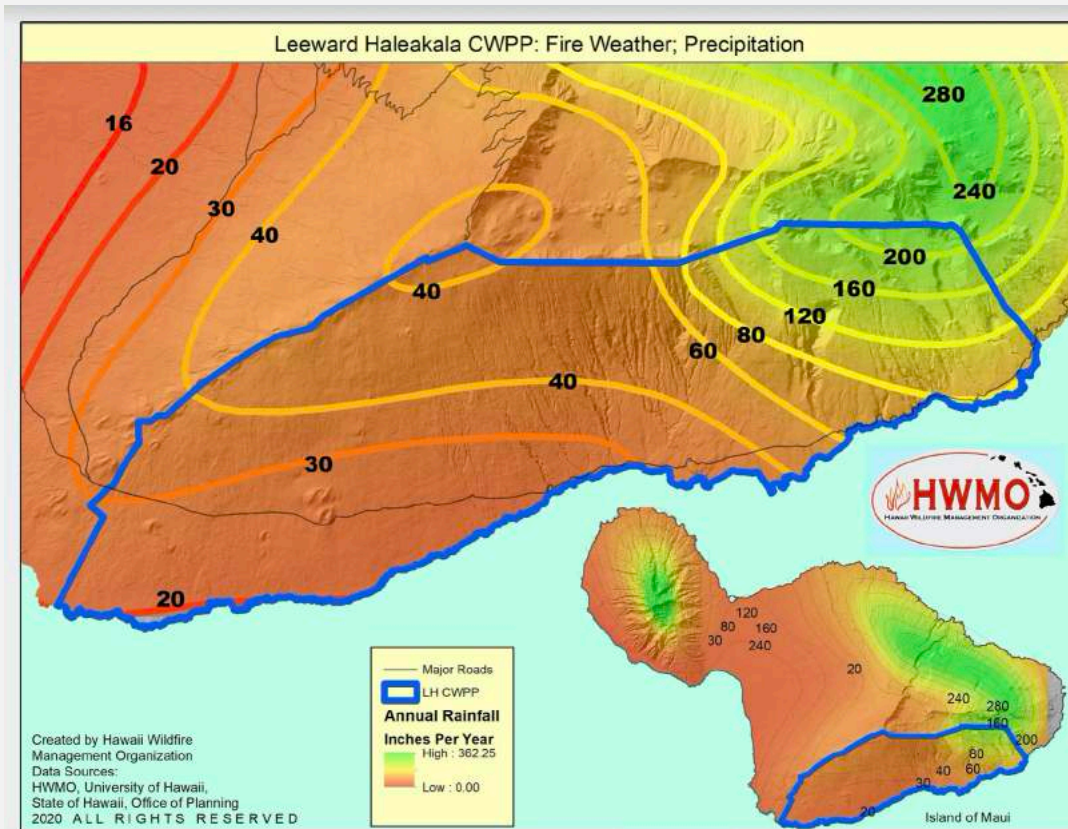 Leeward Haleakala CWPP: Fire Weather; Precipitation
16
20
30
40
40
40
30
20
60
80
120
160
200
240
280
HWMO
HAWAII WILDFIRE MANAGEMENT ORGANIZATION
Major Roads
LH CWPP
Annual Rainfall
Inches Per Year
High : 362.25
Low : 0.00
Created by Hawaii Wildfire
Management Organization
Data Sources:
HWMO, University of Hawaii,
State of Hawaii, Office of Planning
2020 ALL RIGHTS RESERVED
120
80
160
30
240
20
240
280
160
200
80
40
60
30
20
Island of Maui